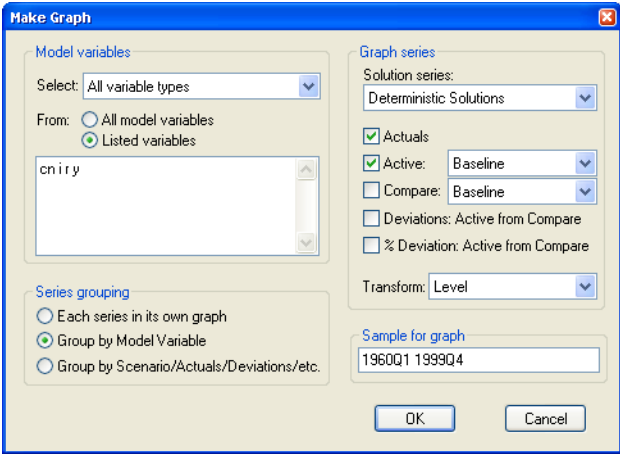 Make Graph
Model variables
Select: All variable types
From: All model variables
Listed variables
cn i r y
Series grouping
Each series in its own graph
Group by Model Variable
Group by Scenario/Actuals/Deviations/etc.
Graph series
Solution series:
Deterministic Solutions
Actuals
Active: Baseline
Compare: Baseline
Deviations: Active from Compare
% Deviation: Active from Compare
Transform: Level
Sample for graph
1960Q1 1999Q4
OK Cancel